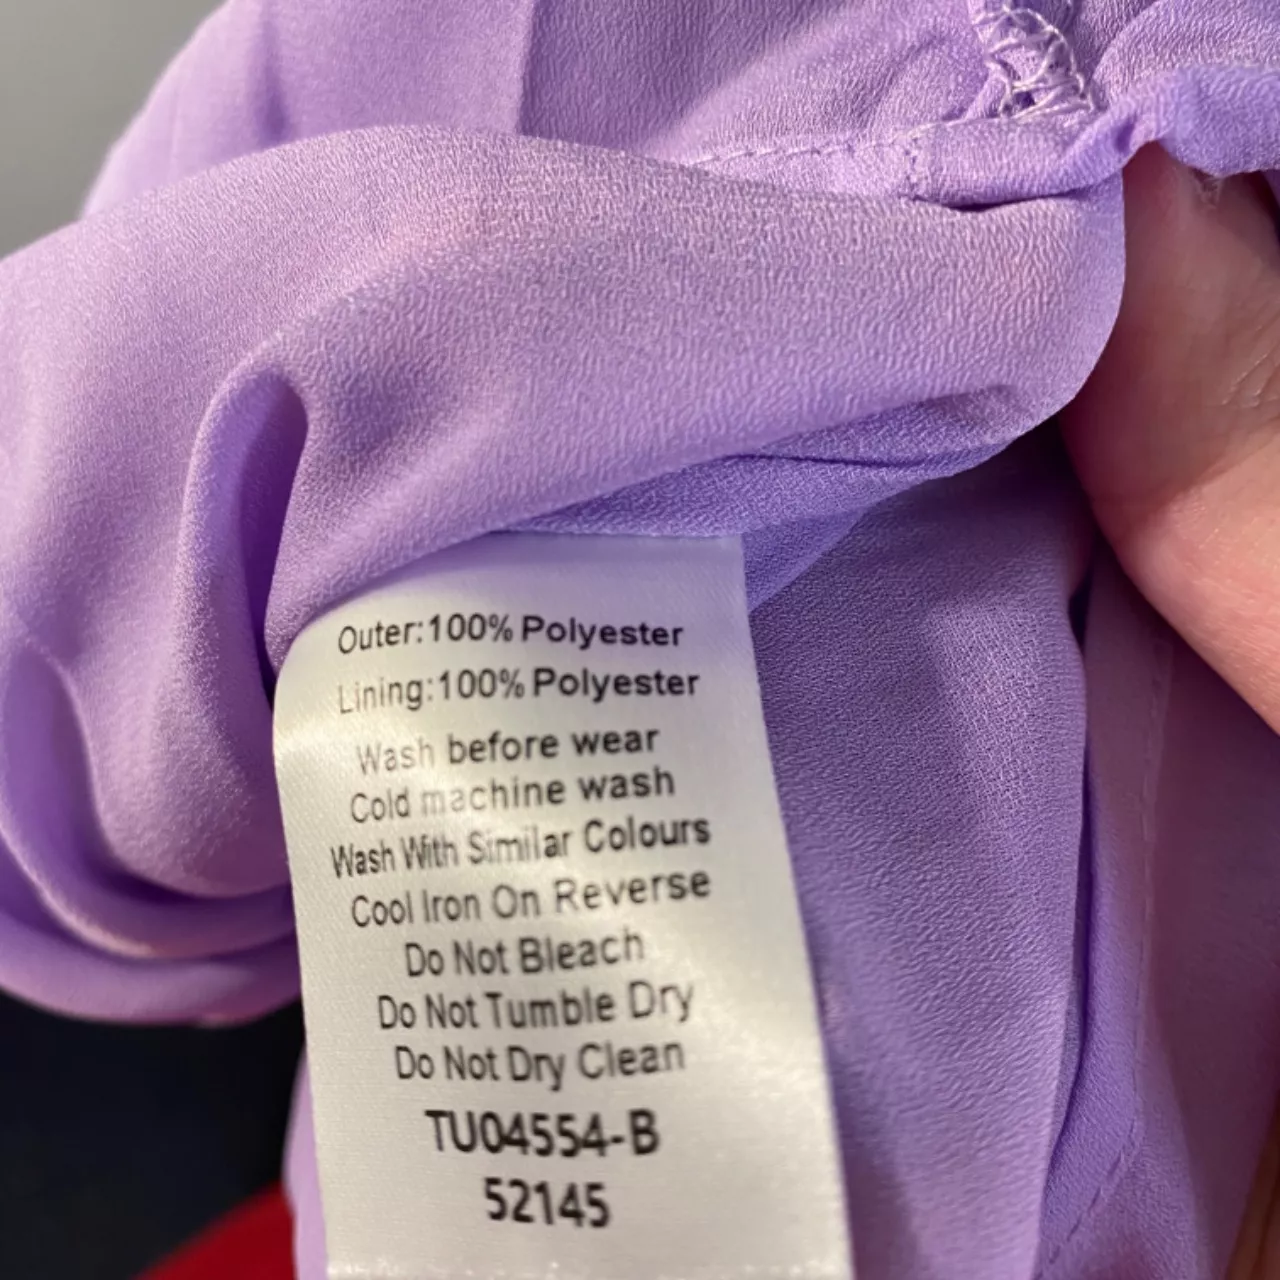 Outer:100% Polyester
Lining:100% Polyester
Wash before wear
Cold machine wash
Wash With Similar Colours
Cool Iron On Reverse
Do Not Bleach
Do Not Tumble Dry
Do Not Dry Clean
TU04554-B
52145